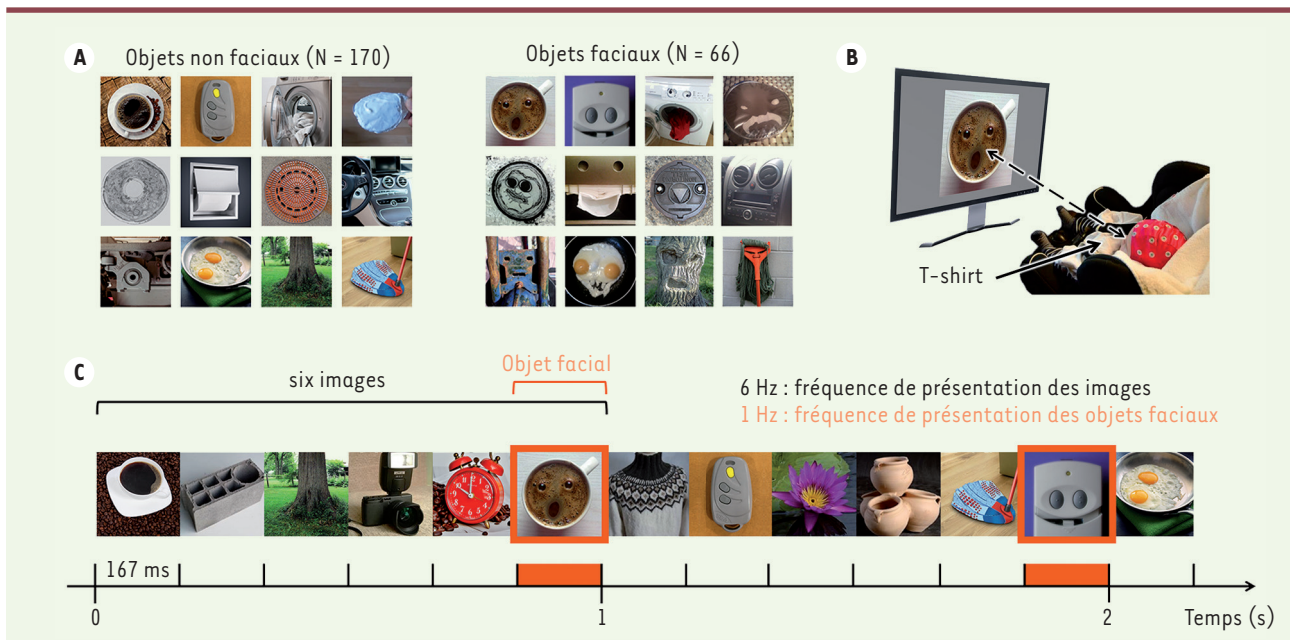 A
Objets non faciaux (N = 170)
Objets faciaux (N = 66)
B
T-shirt
C
six images
Objet facial
6 Hz : fréquence de présentation des images
1 Hz : fréquence de présentation des objets faciaux
167 ms
0
1
2
Temps (s)